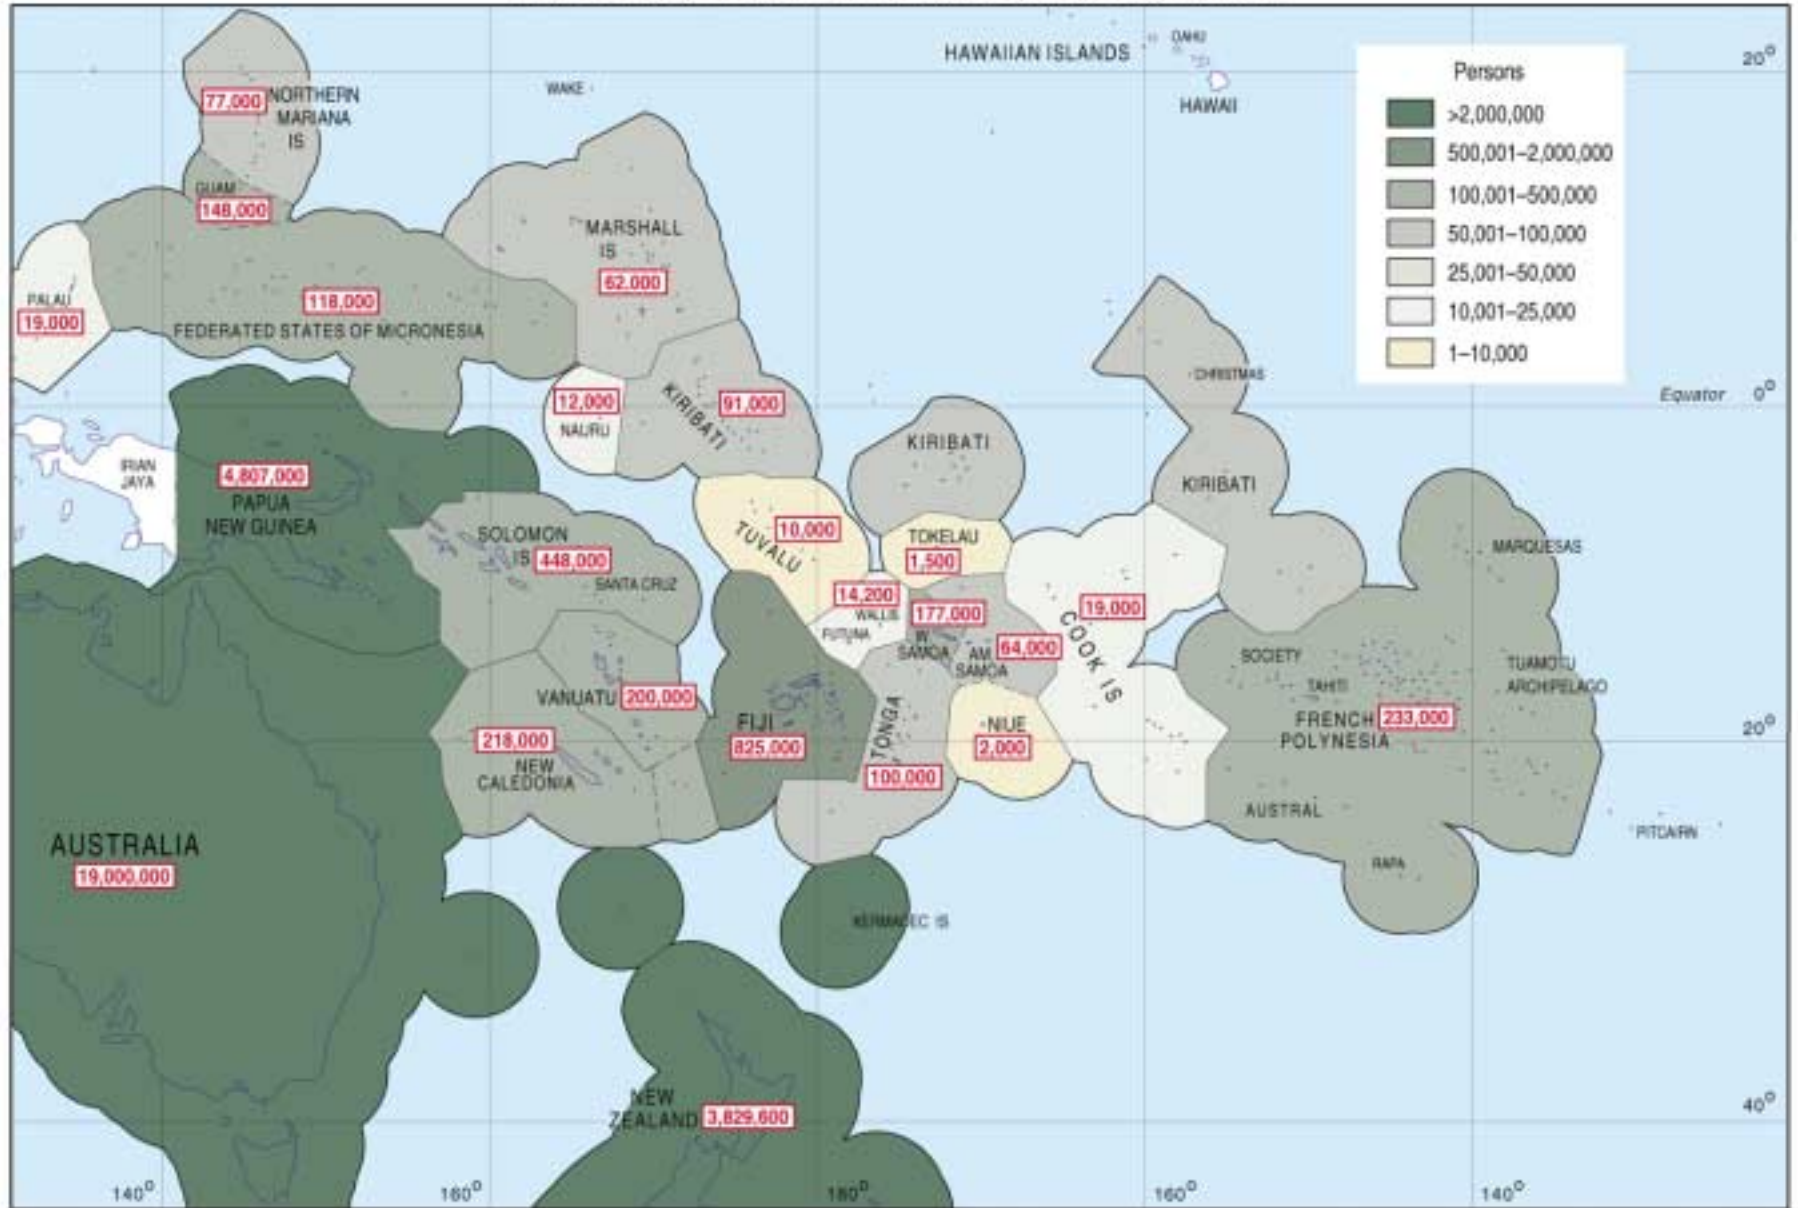 HAWAIIAN ISLANDS
OAHU
HAWAII
20°
Persons
>2,000,000
500,001–2,000,000
100,001–500,000
50,001–100,000
25,001–50,000
10,001–25,000
1–10,000
WAKE
77,000
NORTHERN
MARIANA
IS
GUAM
148,000
MARSHALL
IS
62,000
PALAU
19,000
118,000
FEDERATED STATES OF MICRONESIA
CHRISTMAS
Equator 0°
12,000
NAURU
KIRIBATI
91,000
KIRIBATI
KIRIBATI
IRIAN
JAYA
4,807,000
PAPUA
NEW GUINEA
SOLOMON
IS
448,000
SANTA CRUZ
TUVALU
10,000
TOKELAU
1,500
MARQUESAS
14,200
WALLIS
FUTUNA
177,000
W
SAMOA
AM
SAMOA
64,000
19,000
COOK IS
SOCIETY
TAHITI
TUAMOTU
ARCHIPELAGO
VANUATU
200,000
FIJI
825,000
TONGA
100,000
NIUE
2,000
FRENCH
POLYNESIA
233,000
20°
218,000
NEW
CALEDONIA
AUSTRAL
PITCAIRN
RAPA
AUSTRALIA
19,000,000
KERMADEC IS
NEW
ZEALAND
3,829,600
40°
140°
160°
180°
160°
140°